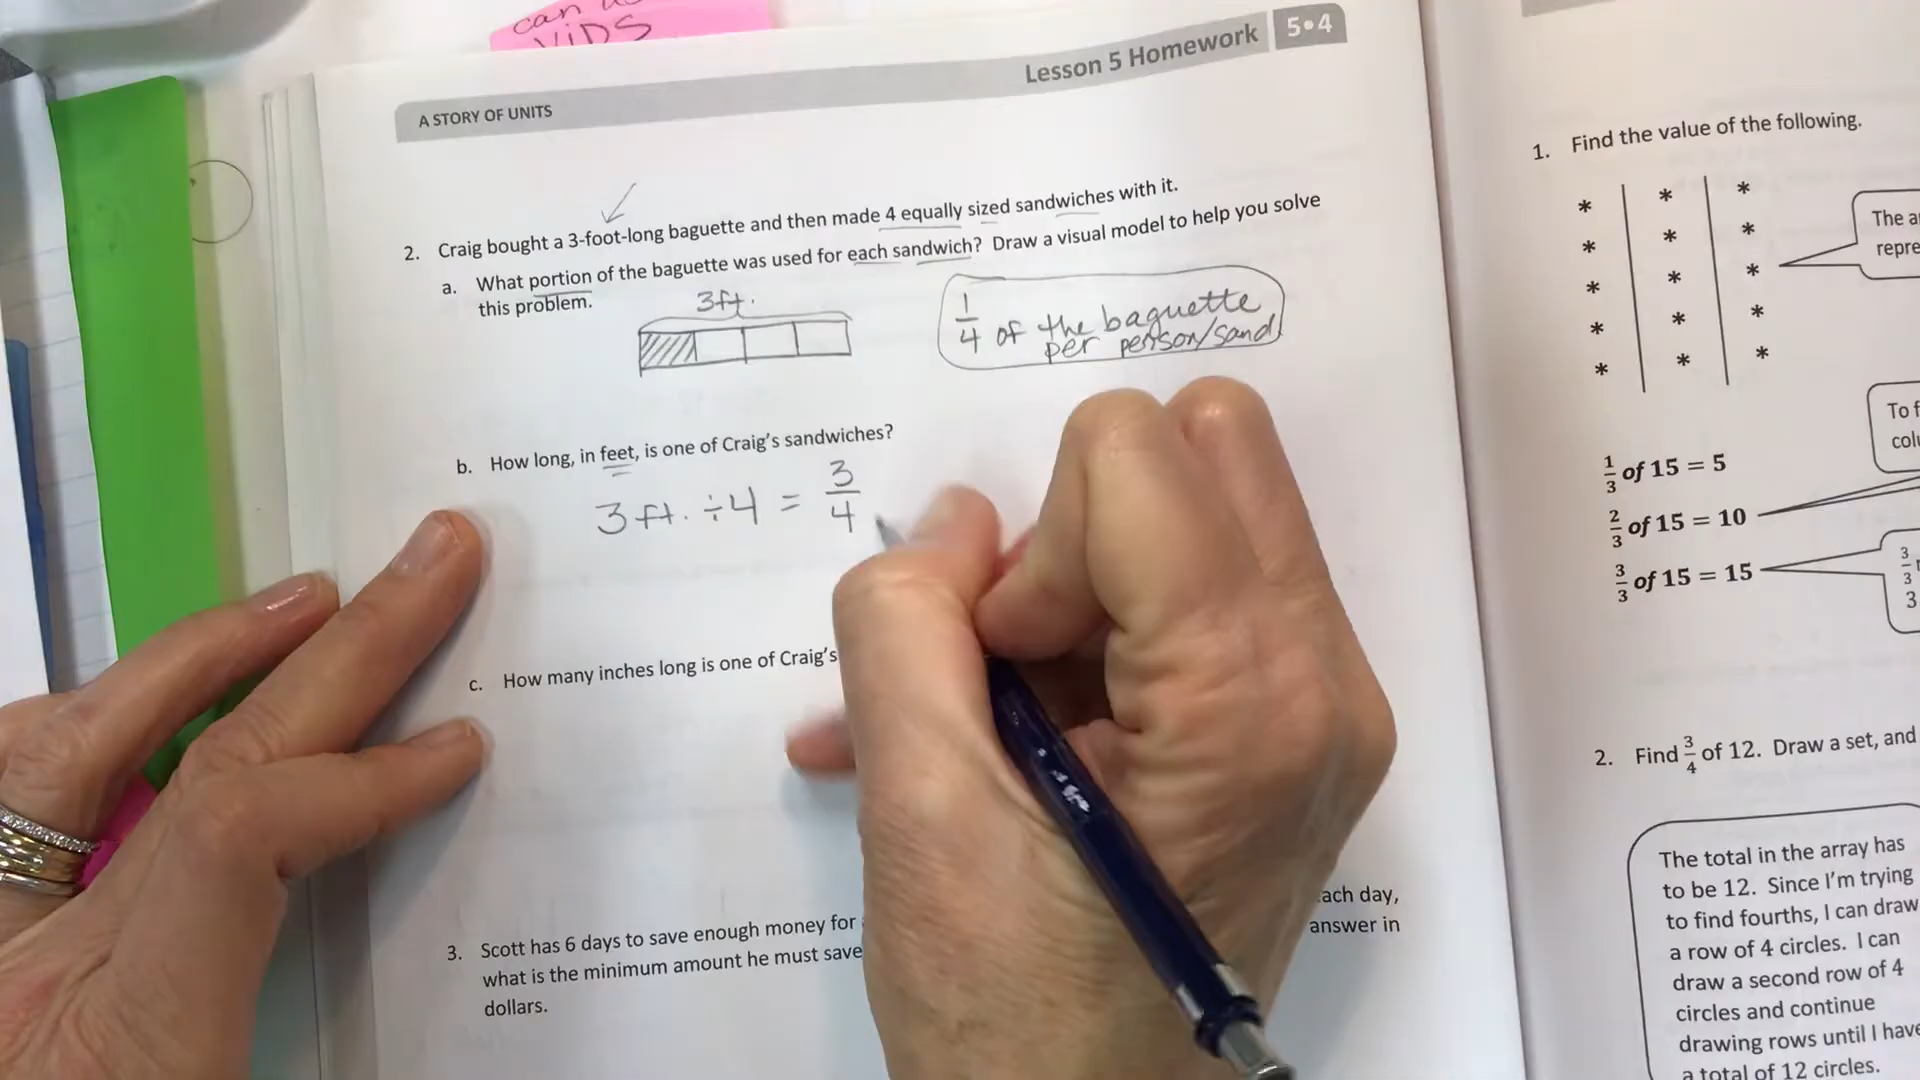 can
VIDS
Lesson 5 Homework 5•4
A STORY OF UNITS
2. Craig bought a 3-foot-long baguette and then made 4 equally sized sandwiches with it.
a. What portion of the baguette was used for each sandwich? Draw a visual model to help you solve
this problem.
3ft.
1/4 of the baguette
per person/sand
b. How long, in feet, is one of Craig's sandwiches?
3 ft. ÷ 4 = 3/4
c. How many inches long is one of Craig's
3. Scott has 6 days to save enough money for
ach day,
what is the minimum amount he must save
answer in
dollars.
1. Find the value of the following.
* * *
* * *
* * *
* * *
* * *
The
repre
To f
1/3 of 15 = 5
2/3 of 15 = 10
3/3 of 15 = 15
3/3
3
2. Find 3/4 of 12. Draw a set, and
The total in the array has
to be 12. Since I'm trying
to find fourths, I can draw
a row of 4 circles. I can
draw a second row of 4
circles and continue
drawing rows until I have
a total of 12 circles.